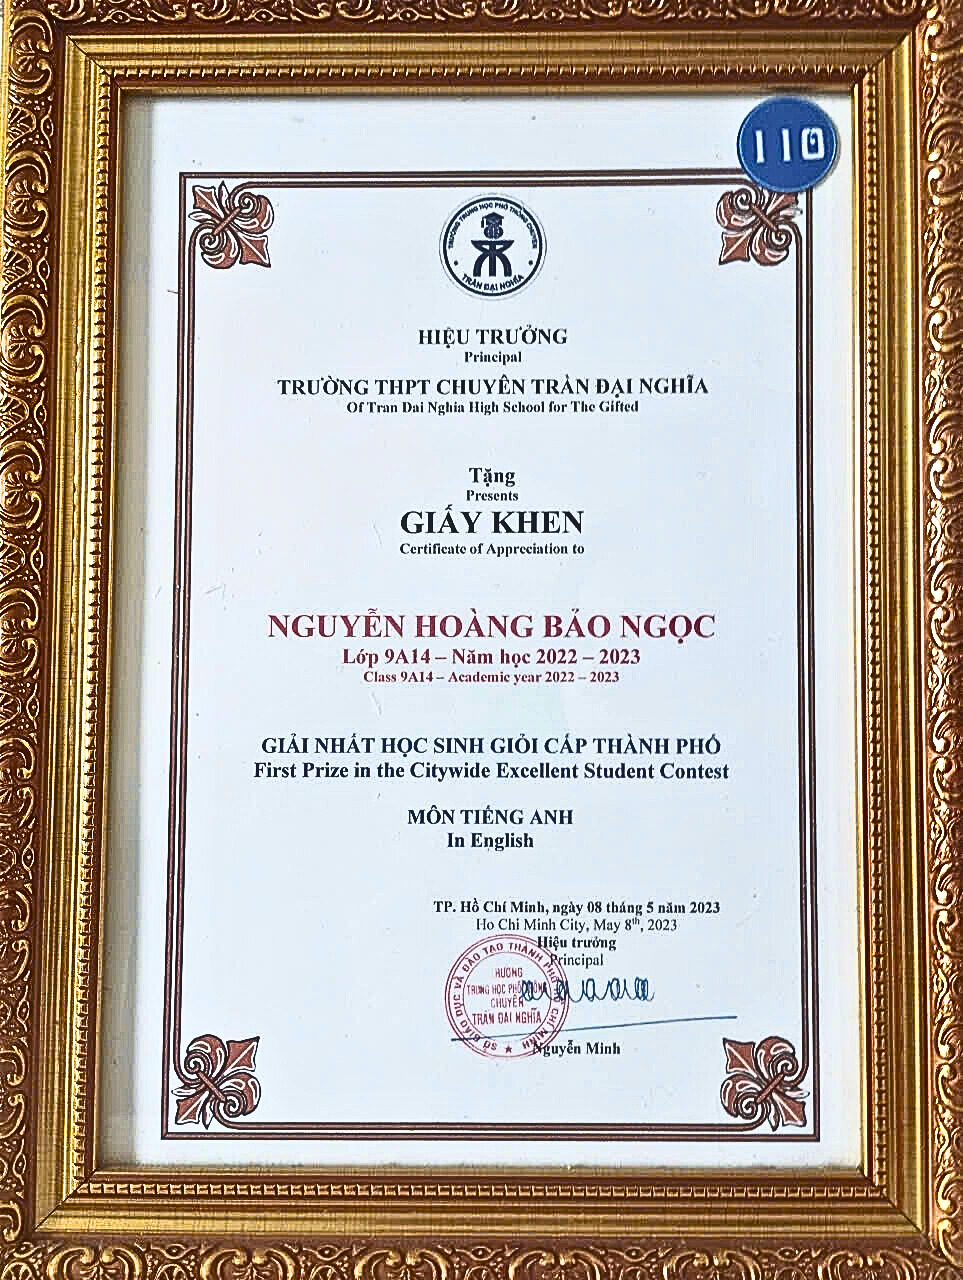 110
TRƯỜNG TRUNG HỌC PHỔ THÔNG CHUYÊN
TRẦN ĐẠI NGHĨA
HIỆU TRƯỞNG
Principal
TRƯỜNG THPT CHUYÊN TRẦN ĐẠI NGHĨA
Of Tran Dai Nghia High School for The Gifted
Tặng
Presents
GIẤY KHEN
Certificate of Appreciation to
NGUYỄN HOÀNG BẢO NGỌC
Lớp 9A14 – Năm học 2022 – 2023
Class 9A14 – Academic year 2022 – 2023
GIẢI NHẤT HỌC SINH GIỎI CẤP THÀNH PHỐ
First Prize in the Citywide Excellent Student Contest
MÔN TIẾNG ANH
In English
TP. Hồ Chí Minh, ngày 08 tháng 5 năm 2023
Ho Chi Minh City, May 8th, 2023
Hiệu trưởng
Principal
SỞ GIÁO DỤC VÀ ĐÀO TẠO THÀNH PHỐ HỒ CHÍ MINH
TRUNG HỌC PHỔ THÔNG
CHUYÊN
TRẦN ĐẠI NGHĨA
Nguyễn Minh